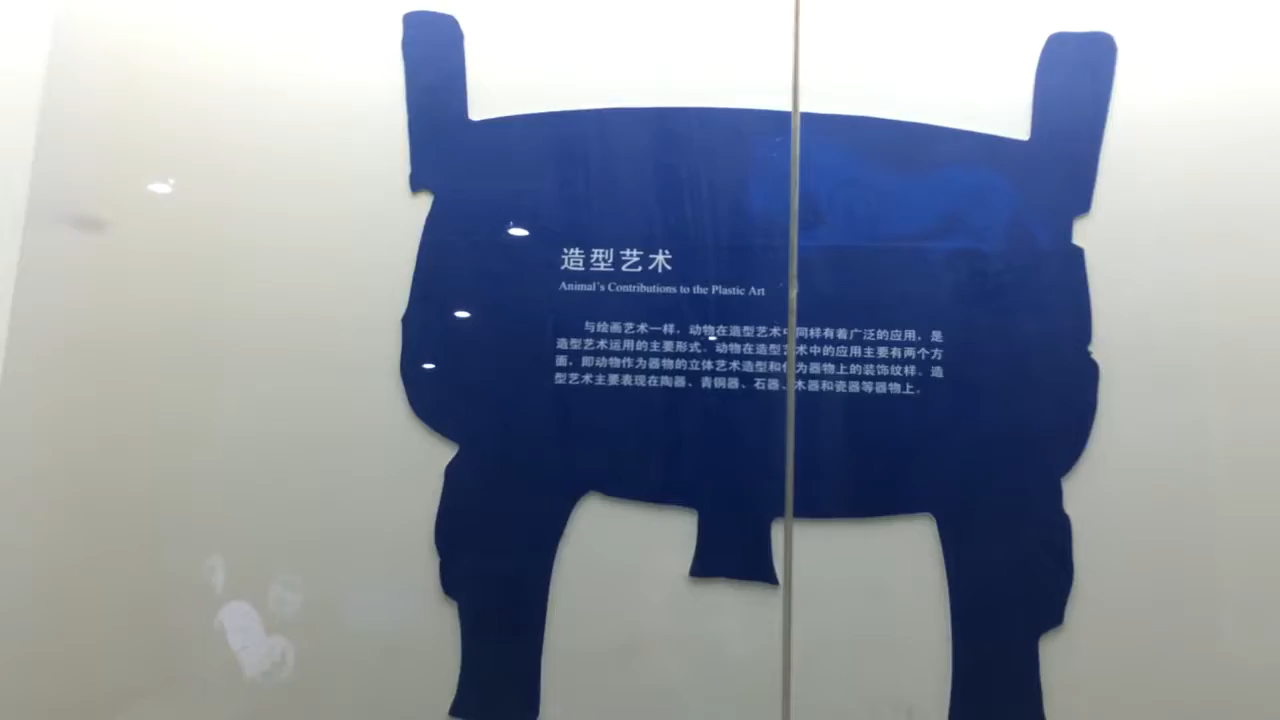 造型艺术
Animal's Contributions to the Plastic Art
与绘画艺术一样，动物在造型艺术中同样有着广泛的应用，是
造型艺术运用的主要形式。动物在造型艺术中的应用主要有两个方
面，即动物作为器物的立体艺术造型和作为器物上的装饰纹样。造
型艺术主要表现在陶器、青铜器、石器、木器和瓷器等器物上。